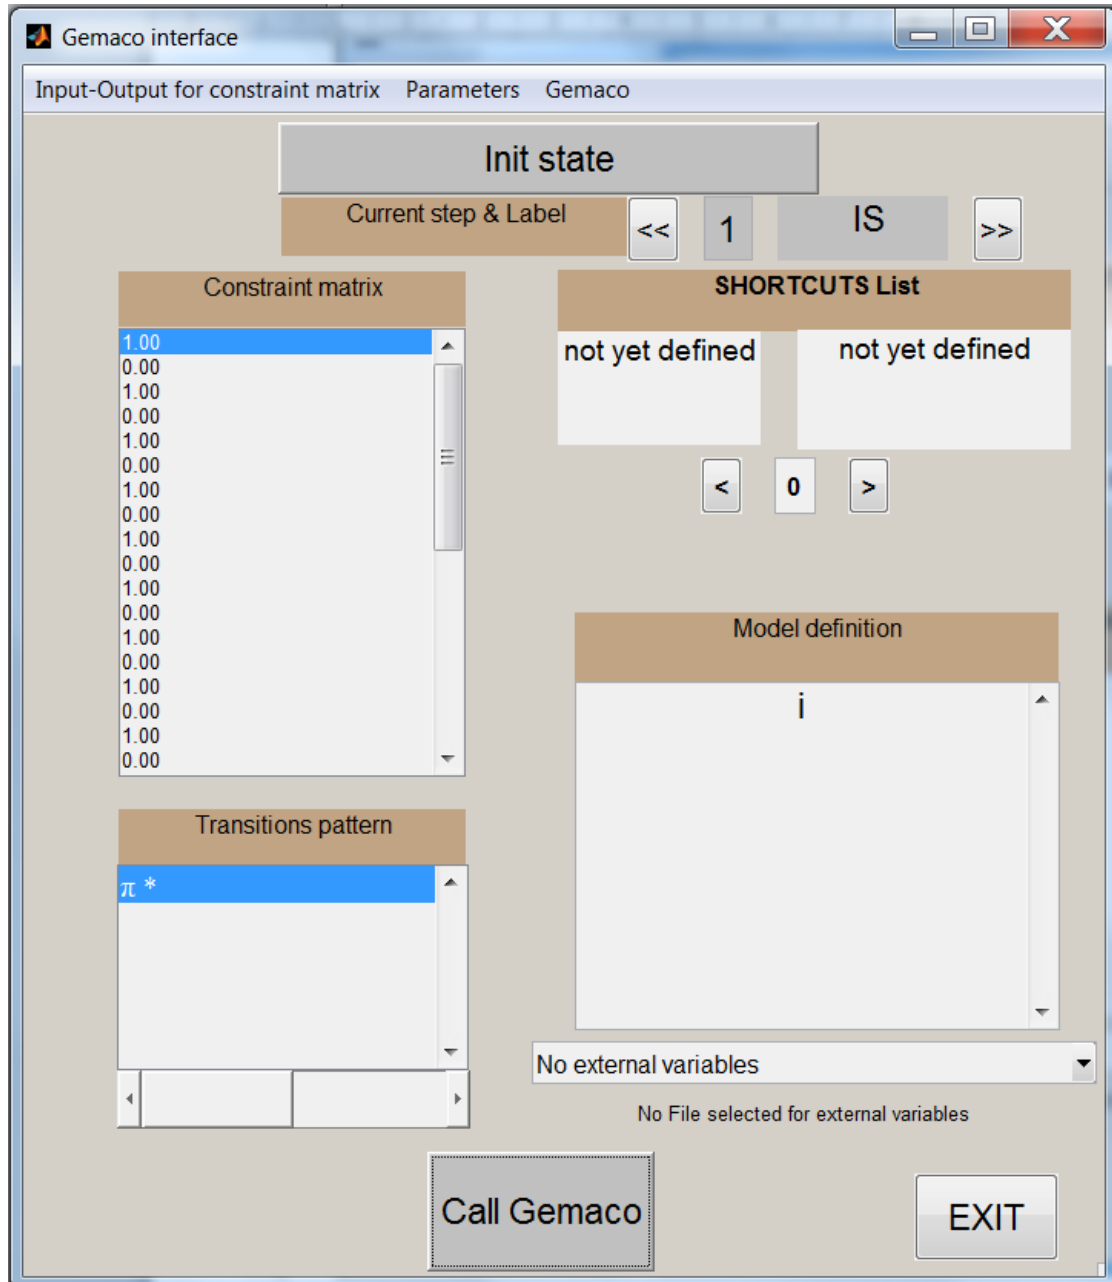 Gemaco interface
Input-Output for constraint matrix Parameters Gemaco
Init state
Current step & Label << 1 IS >>
Constraint matrix
1.00
0.00
1.00
0.00
1.00
0.00
1.00
0.00
1.00
0.00
1.00
0.00
1.00
0.00
1.00
0.00
1.00
0.00
SHORTCUTS List
not yet defined not yet defined
< 0 >
Transitions pattern
π *
Model definition
i
No external variables
No File selected for external variables
Call Gemaco
EXIT